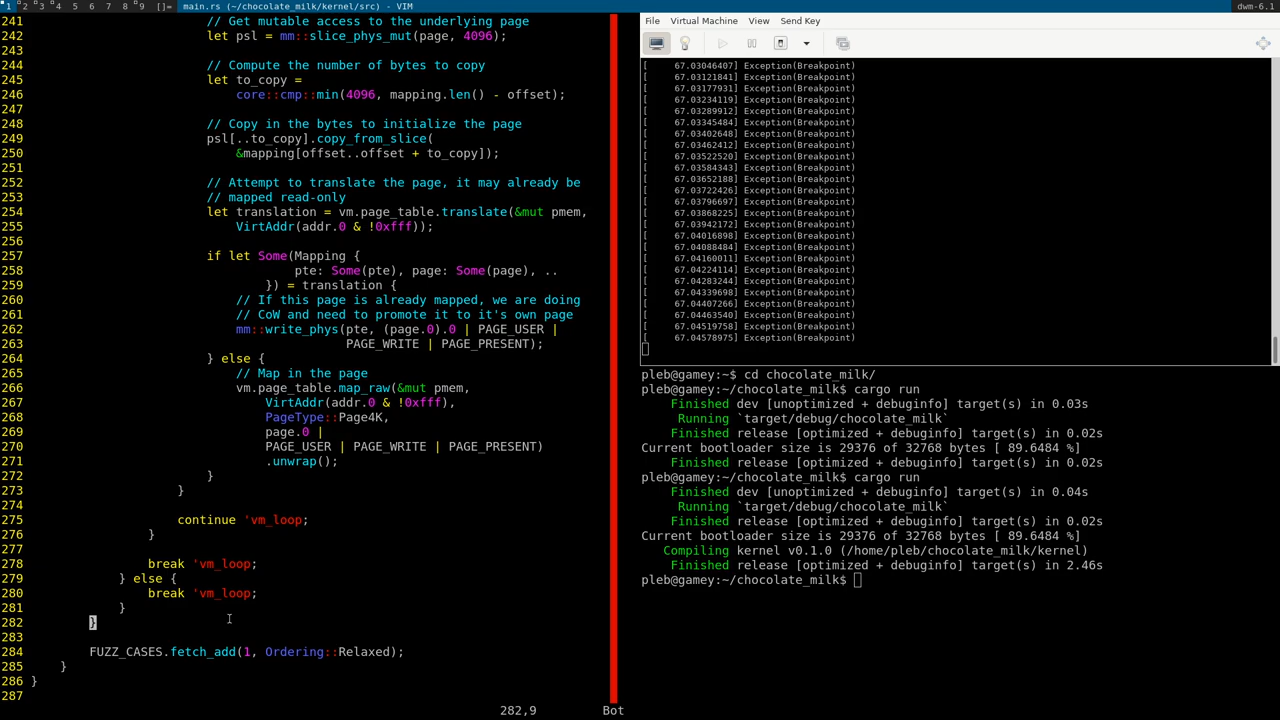 1 2 3 4 5 6 7 8 9 []= main.rs (~/chocolate_milk/kernel/src) - VIM dwm-6.1
241 // Get mutable access to the underlying page
242 let psl = mm::slice_phys_mut(page, 4096);
243
244 // Compute the number of bytes to copy
245 let to_copy =
246 core::cmp::min(4096, mapping.len() - offset);
247
248 // Copy in the bytes to initialize the page
249 psl[..to_copy].copy_from_slice(
250 &mapping[offset..offset + to_copy]);
251
252 // Attempt to translate the page, it may already be
253 // mapped read-only
254 let translation = vm.page_table.translate(&mut pmem,
255 VirtAddr(addr.0 & !0xfff));
256
257 if let Some(Mapping {
258 pte: Some(pte), page: Some(page), ..
259 }) = translation {
260 // If this page is already mapped, we are doing
261 // CoW and need to promote it to it's own page
262 mm::write_phys(pte, (page.0).0 | PAGE_USER |
263 PAGE_WRITE | PAGE_PRESENT);
264 } else {
265 // Map in the page
266 vm.page_table.map_raw(&mut pmem,
267 VirtAddr(addr.0 & !0xfff),
268 PageType::Page4K,
269 page.0 |
270 PAGE_USER | PAGE_WRITE | PAGE_PRESENT)
271 .unwrap();
272 }
273 }
274
275 continue 'vm_loop;
276 }
277
278 break 'vm_loop;
279 } else {
280 break 'vm_loop;
281 }
282 }
283
284 FUZZ_CASES.fetch_add(1, Ordering::Relaxed);
285 }
286 }
287
282,9 Bot
File Virtual Machine View Send Key
[ 67.03046407] Exception(Breakpoint)
[ 67.03121841] Exception(Breakpoint)
[ 67.03177931] Exception(Breakpoint)
[ 67.03234119] Exception(Breakpoint)
[ 67.03289912] Exception(Breakpoint)
[ 67.03345484] Exception(Breakpoint)
[ 67.03402648] Exception(Breakpoint)
[ 67.03462412] Exception(Breakpoint)
[ 67.03522520] Exception(Breakpoint)
[ 67.03584343] Exception(Breakpoint)
[ 67.03652188] Exception(Breakpoint)
[ 67.03722426] Exception(Breakpoint)
[ 67.03796697] Exception(Breakpoint)
[ 67.03868225] Exception(Breakpoint)
[ 67.03942172] Exception(Breakpoint)
[ 67.04016898] Exception(Breakpoint)
[ 67.04088484] Exception(Breakpoint)
[ 67.04160011] Exception(Breakpoint)
[ 67.04224114] Exception(Breakpoint)
[ 67.04283244] Exception(Breakpoint)
[ 67.04339698] Exception(Breakpoint)
[ 67.04407266] Exception(Breakpoint)
[ 67.04463540] Exception(Breakpoint)
[ 67.04519758] Exception(Breakpoint)
[ 67.04578975] Exception(Breakpoint)
pleb@gamey:~$ cd chocolate_milk/
pleb@gamey:~/chocolate_milk$ cargo run
Finished dev [unoptimized + debuginfo] target(s) in 0.03s
Running `target/debug/chocolate_milk`
Finished release [optimized + debuginfo] target(s) in 0.02s
Current bootloader size is 29376 of 32768 bytes [ 89.6484 %]
Finished release [optimized + debuginfo] target(s) in 0.02s
pleb@gamey:~/chocolate_milk$ cargo run
Finished dev [unoptimized + debuginfo] target(s) in 0.04s
Running `target/debug/chocolate_milk`
Finished release [optimized + debuginfo] target(s) in 0.02s
Current bootloader size is 29376 of 32768 bytes [ 89.6484 %]
Compiling kernel v0.1.0 (/home/pleb/chocolate_milk/kernel)
Finished release [optimized + debuginfo] target(s) in 2.46s
pleb@gamey:~/chocolate_milk$